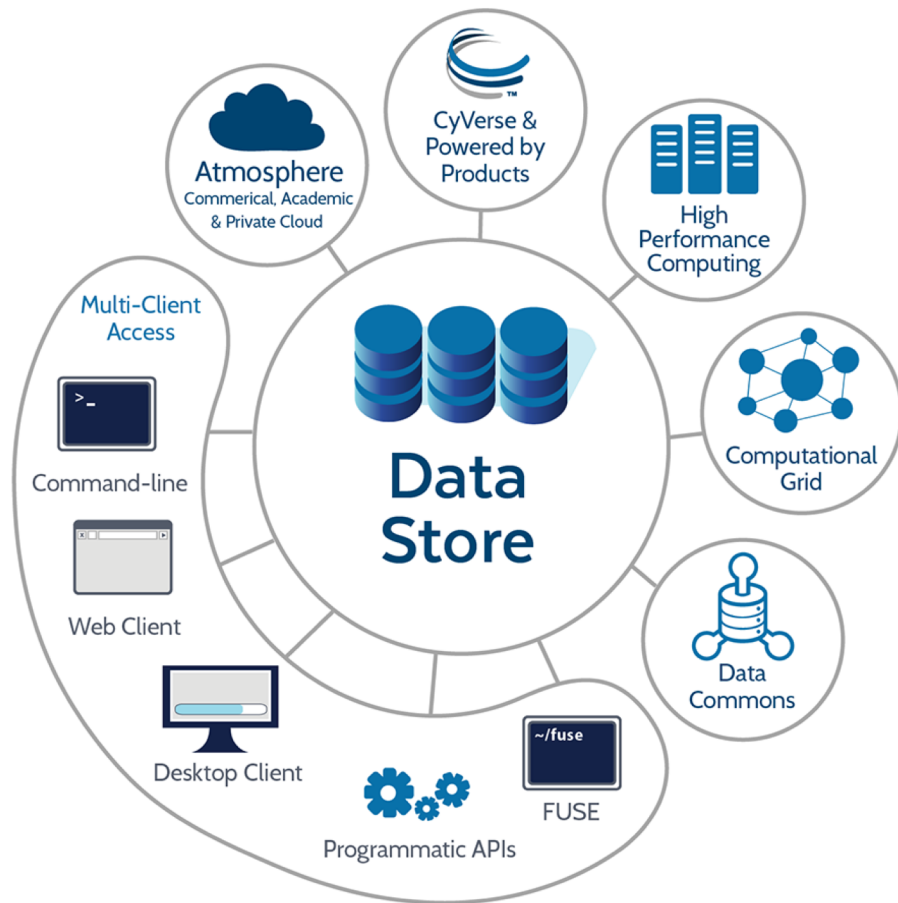 CyVerse &
Powered by
Products
TM
Atmosphere
Commerical, Academic
& Private Cloud
High
Performance
Computing
Multi-Client
Access
>_
Command-line
Data
Store
Computational
Grid
Web Client
X
Data
Commons
Desktop Client
~/fuse
FUSE
Programmatic APIs